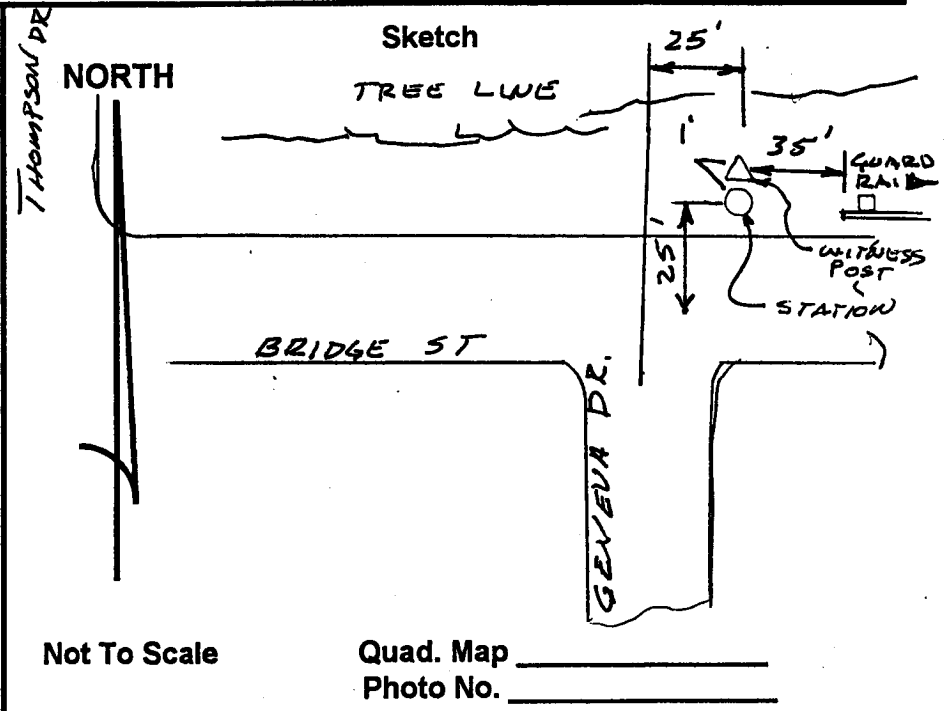 THOMPSON DR
Sketch
25'
NORTH
TREE LINE
1'
35'
GUARD
RAIL
25'
WITNESS
POST
STATION
BRIDGE ST
GENEVA DR.
Not To Scale
Quad. Map
Photo No.